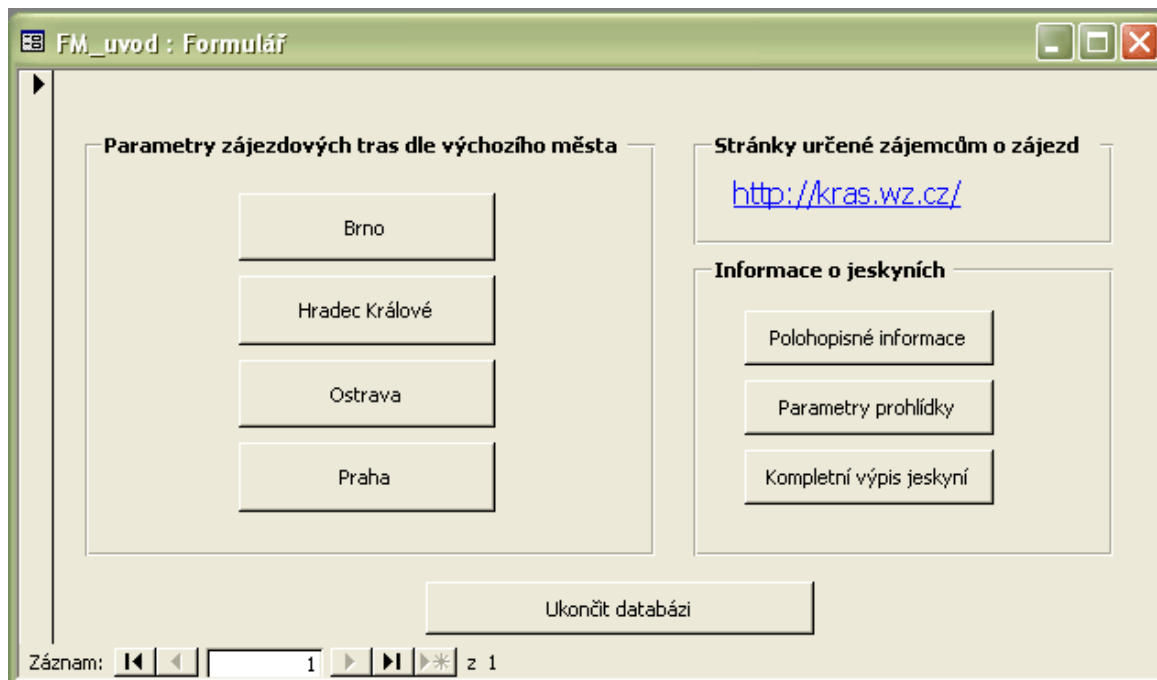 FM_uvod : Formulář
Parametry zájezdových tras dle výchozího města
Brno
Hradec Králové
Ostrava
Praha
Stránky určené zájemcům o zájezd
http://kras.wz.cz/
Informace o jeskyních
Polohopisné informace
Parametry prohlídky
Kompletní výpis jeskyní
Ukončit databázi
Záznam: 1 z 1